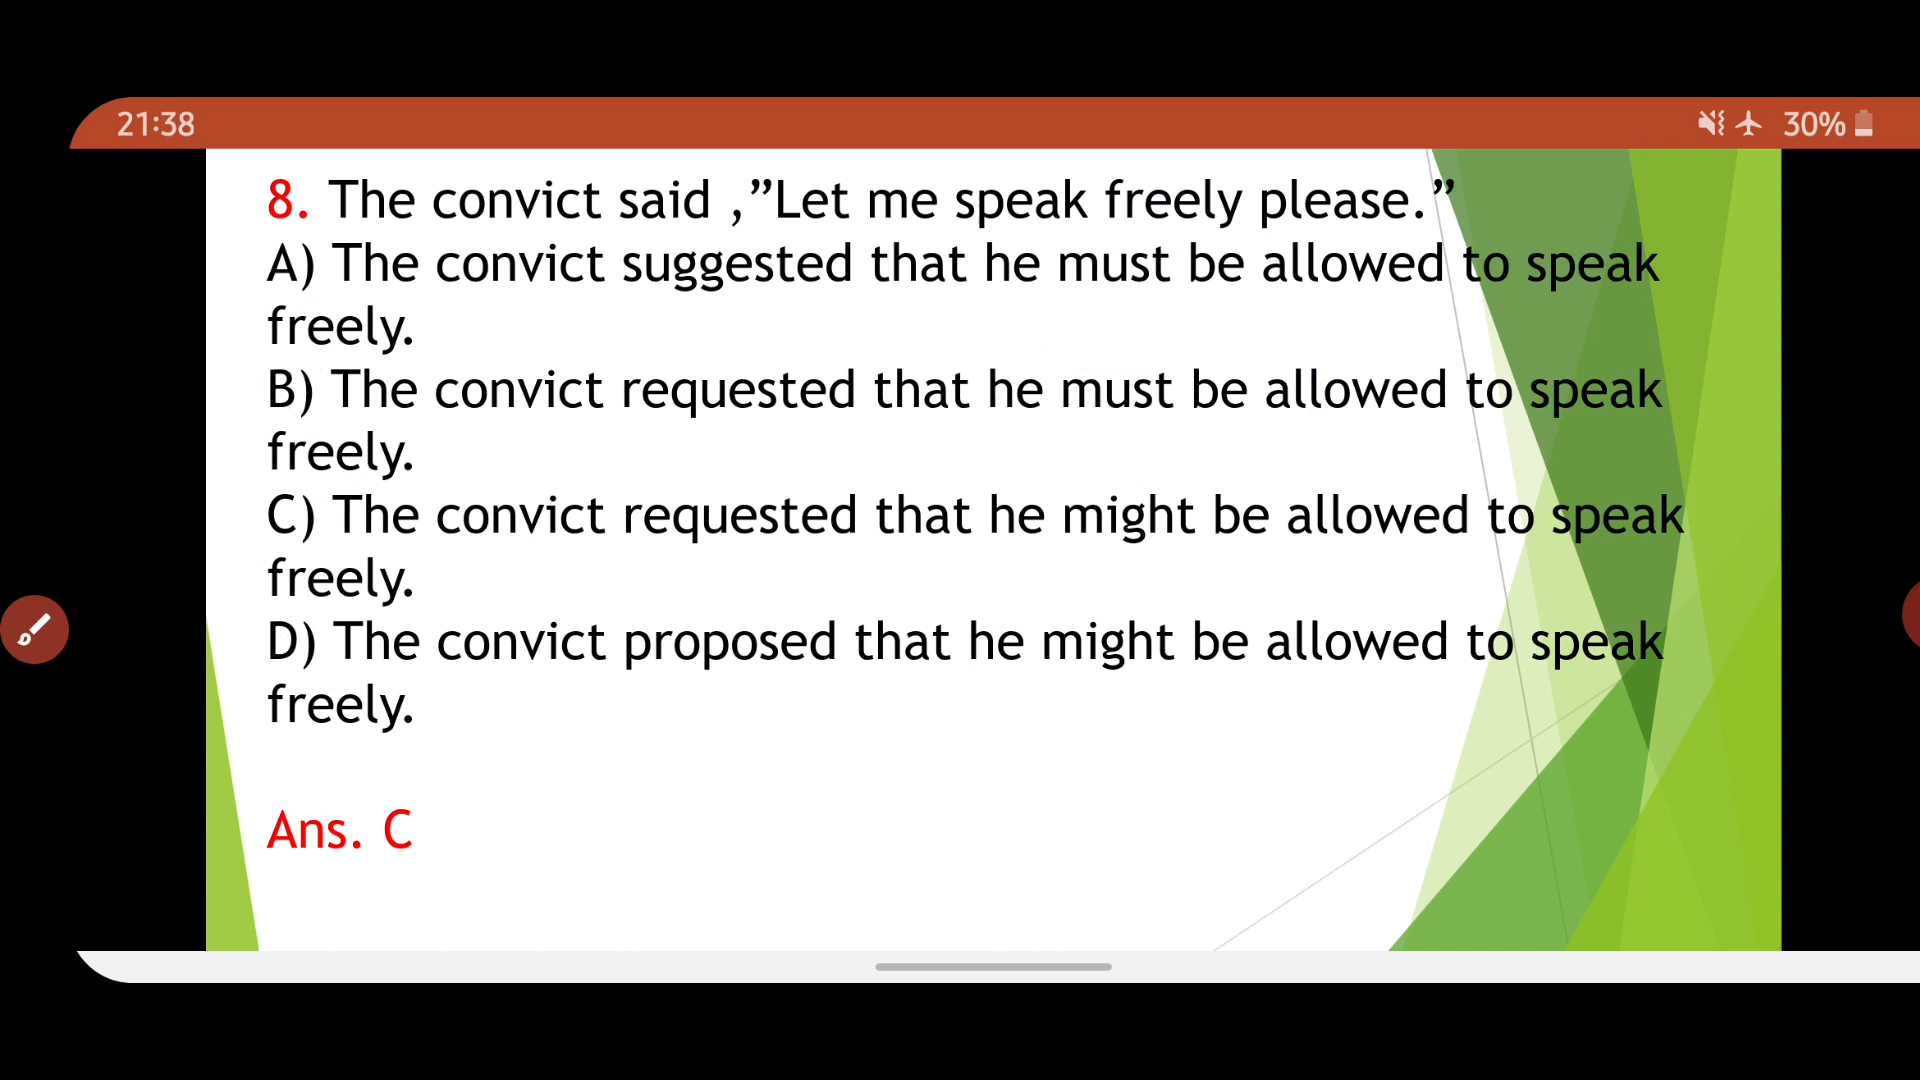 21:38
30%
8. The convict said ,”Let me speak freely please.”
A) The convict suggested that he must be allowed to speak
freely.
B) The convict requested that he must be allowed to speak
freely.
C) The convict requested that he might be allowed to speak
freely.
D) The convict proposed that he might be allowed to speak
freely.
Ans. C